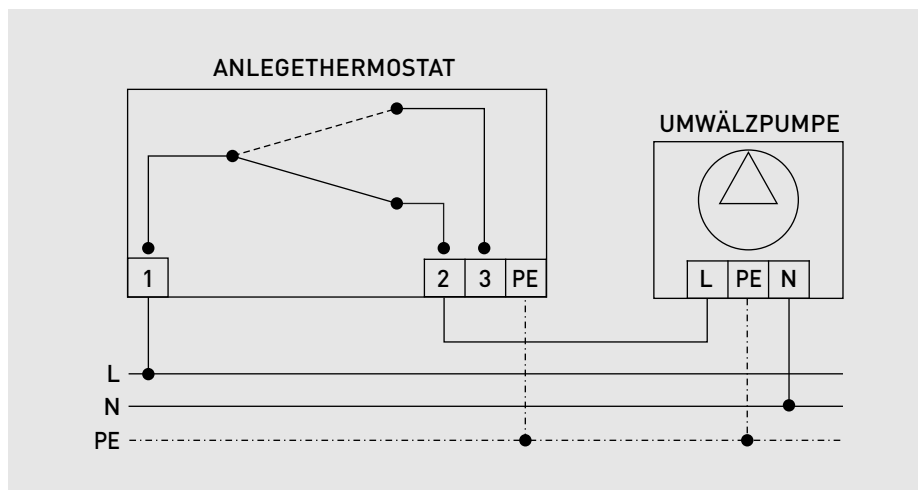 ANLEGETHERMOSTAT
UMWÄLZPUMPE
1
2 3 PE
L PE N
L
N
PE